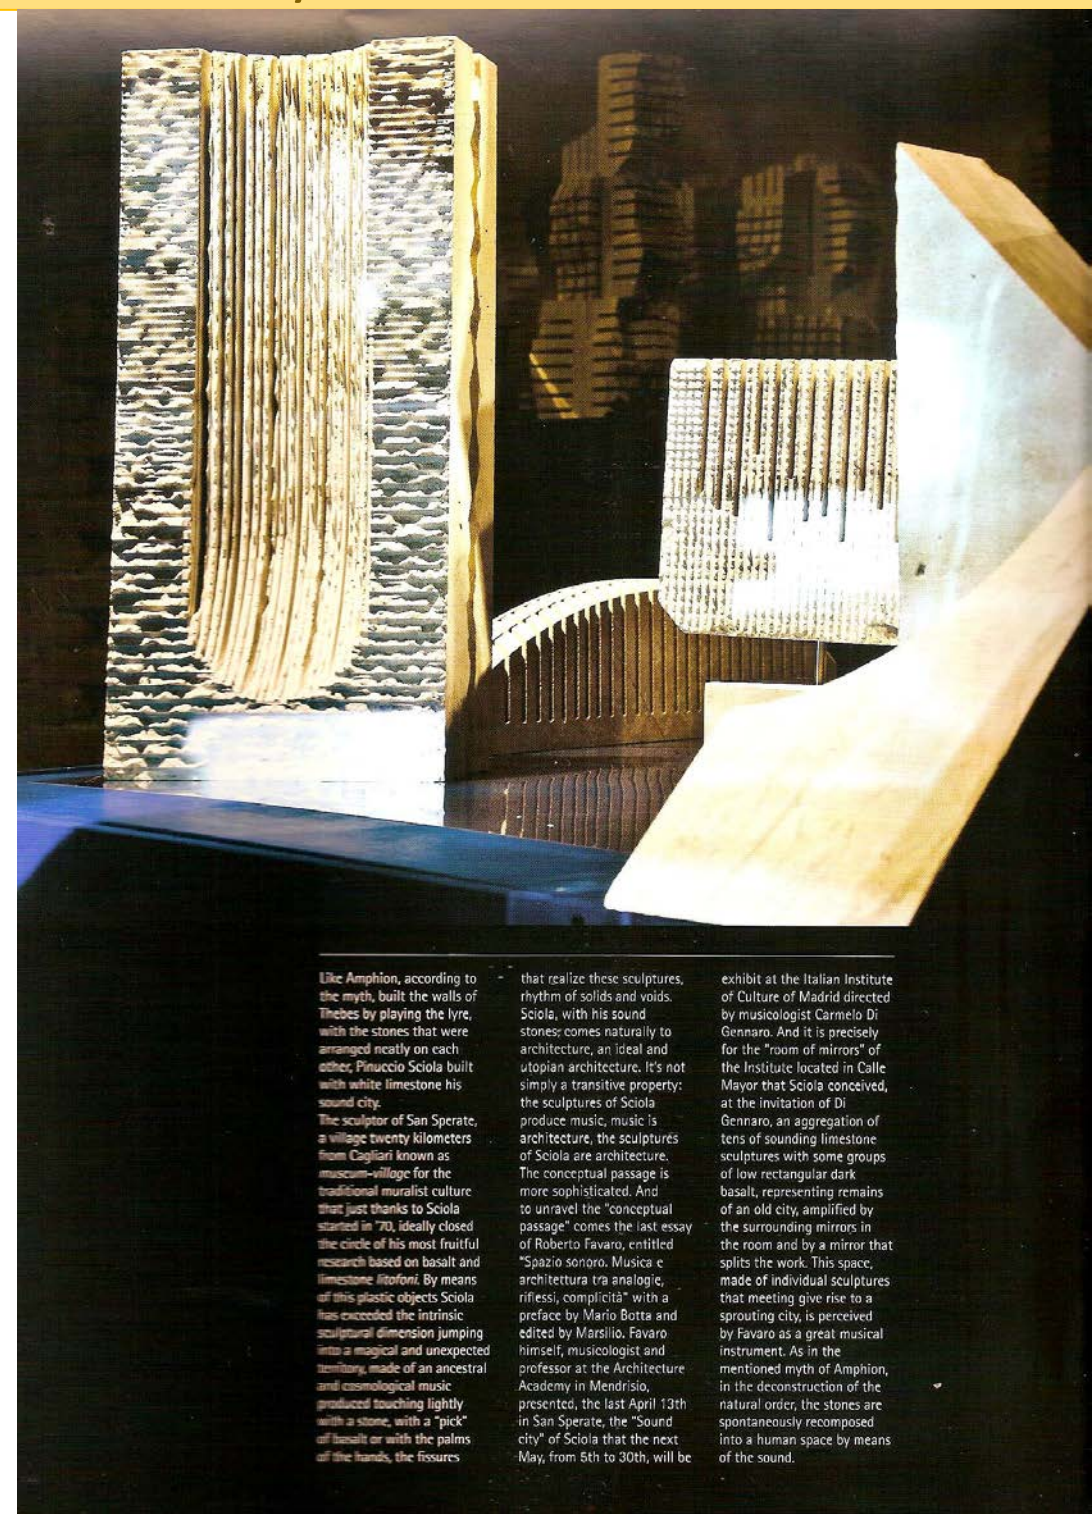 Like Amphion, according to
the myth, built the walls of
Thebes by playing the lyre,
with the stones that were
arranged neatly on each
other, Pinuccio Sciola built
with white limestone his
sound city.
The sculptor of San Sperate,
a village twenty kilometers
from Cagliari known as
museum-village for the
traditional muralist culture
that just thanks to Sciola
started in '70, ideally closed
the circle of his most fruitful
research based on basalt and
limestone litofoni. By means
of this plastic objects Sciola
has exceeded the intrinsic
sculptural dimension jumping
into a magical and unexpected
territory, made of an ancestral
and cosmological music
produced touching lightly
with a stone, with a "pick"
of basalt or with the palms
of the hands, the fissures
that realize these sculptures,
rhythm of solids and voids.
Sciola, with his sound
stones; comes naturally to
architecture, an ideal and
utopian architecture. It's not
simply a transitive property:
the sculptures of Sciola
produce music, music is
architecture, the sculptures
of Sciola are architecture.
The conceptual passage is
more sophisticated. And
to unravel the "conceptual
passage" comes the last essay
of Roberto Favaro, entitled
"Spazio sonoro. Musica e
architettura tra analogie,
riflessi, complicità" with a
preface by Mario Botta and
edited by Marsilio. Favaro
himself, musicologist and
professor at the Architecture
Academy in Mendrisio,
presented, the last April 13th
in San Sperate, the "Sound
city" of Sciola that the next
May, from 5th to 30th, will be
exhibit at the Italian Institute
of Culture of Madrid directed
by musicologist Carmelo Di
Gennaro. And it is precisely
for the "room of mirrors" of
the Institute located in Calle
Mayor that Sciola conceived,
at the invitation of Di
Gennaro, an aggregation of
tens of sounding limestone
sculptures with some groups
of low rectangular dark
basalt, representing remains
of an old city, amplified by
the surrounding mirrors in
the room and by a mirror that
splits the work. This space,
made of individual sculptures
that meeting give rise to a
sprouting city, is perceived
by Favaro as a great musical
instrument. As in the
mentioned myth of Amphion,
in the deconstruction of the
natural order, the stones are
spontaneously recomposed
into a human space by means
of the sound.